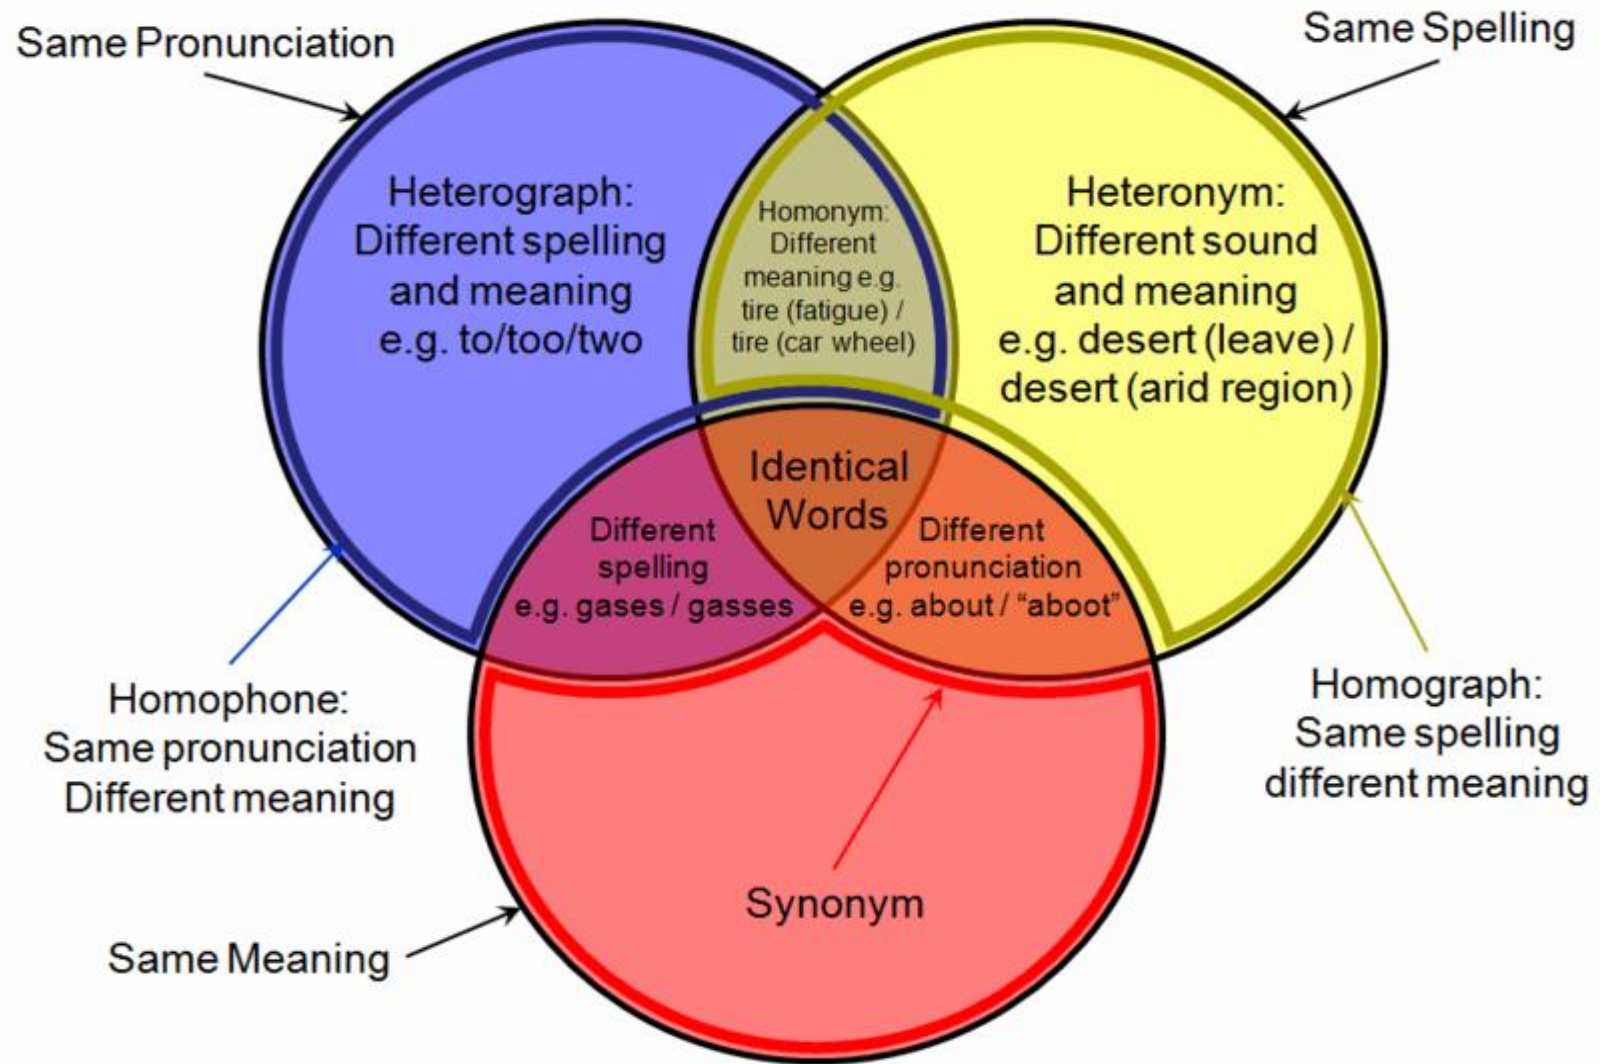 Same Pronunciation
Same Spelling
Heterograph:
Different spelling
and meaning
e.g. to/too/two
Homonym:
Different
meaning e.g.
tire (fatigue) /
tire (car wheel)
Heteronym:
Different sound
and meaning
e.g. desert (leave) /
desert (arid region)
Identical
Words
Different
spelling
e.g. gases / gasses
Different
pronunciation
e.g. about / “aboot”
Homophone:
Same pronunciation
Different meaning
Homograph:
Same spelling
different meaning
Synonym
Same Meaning